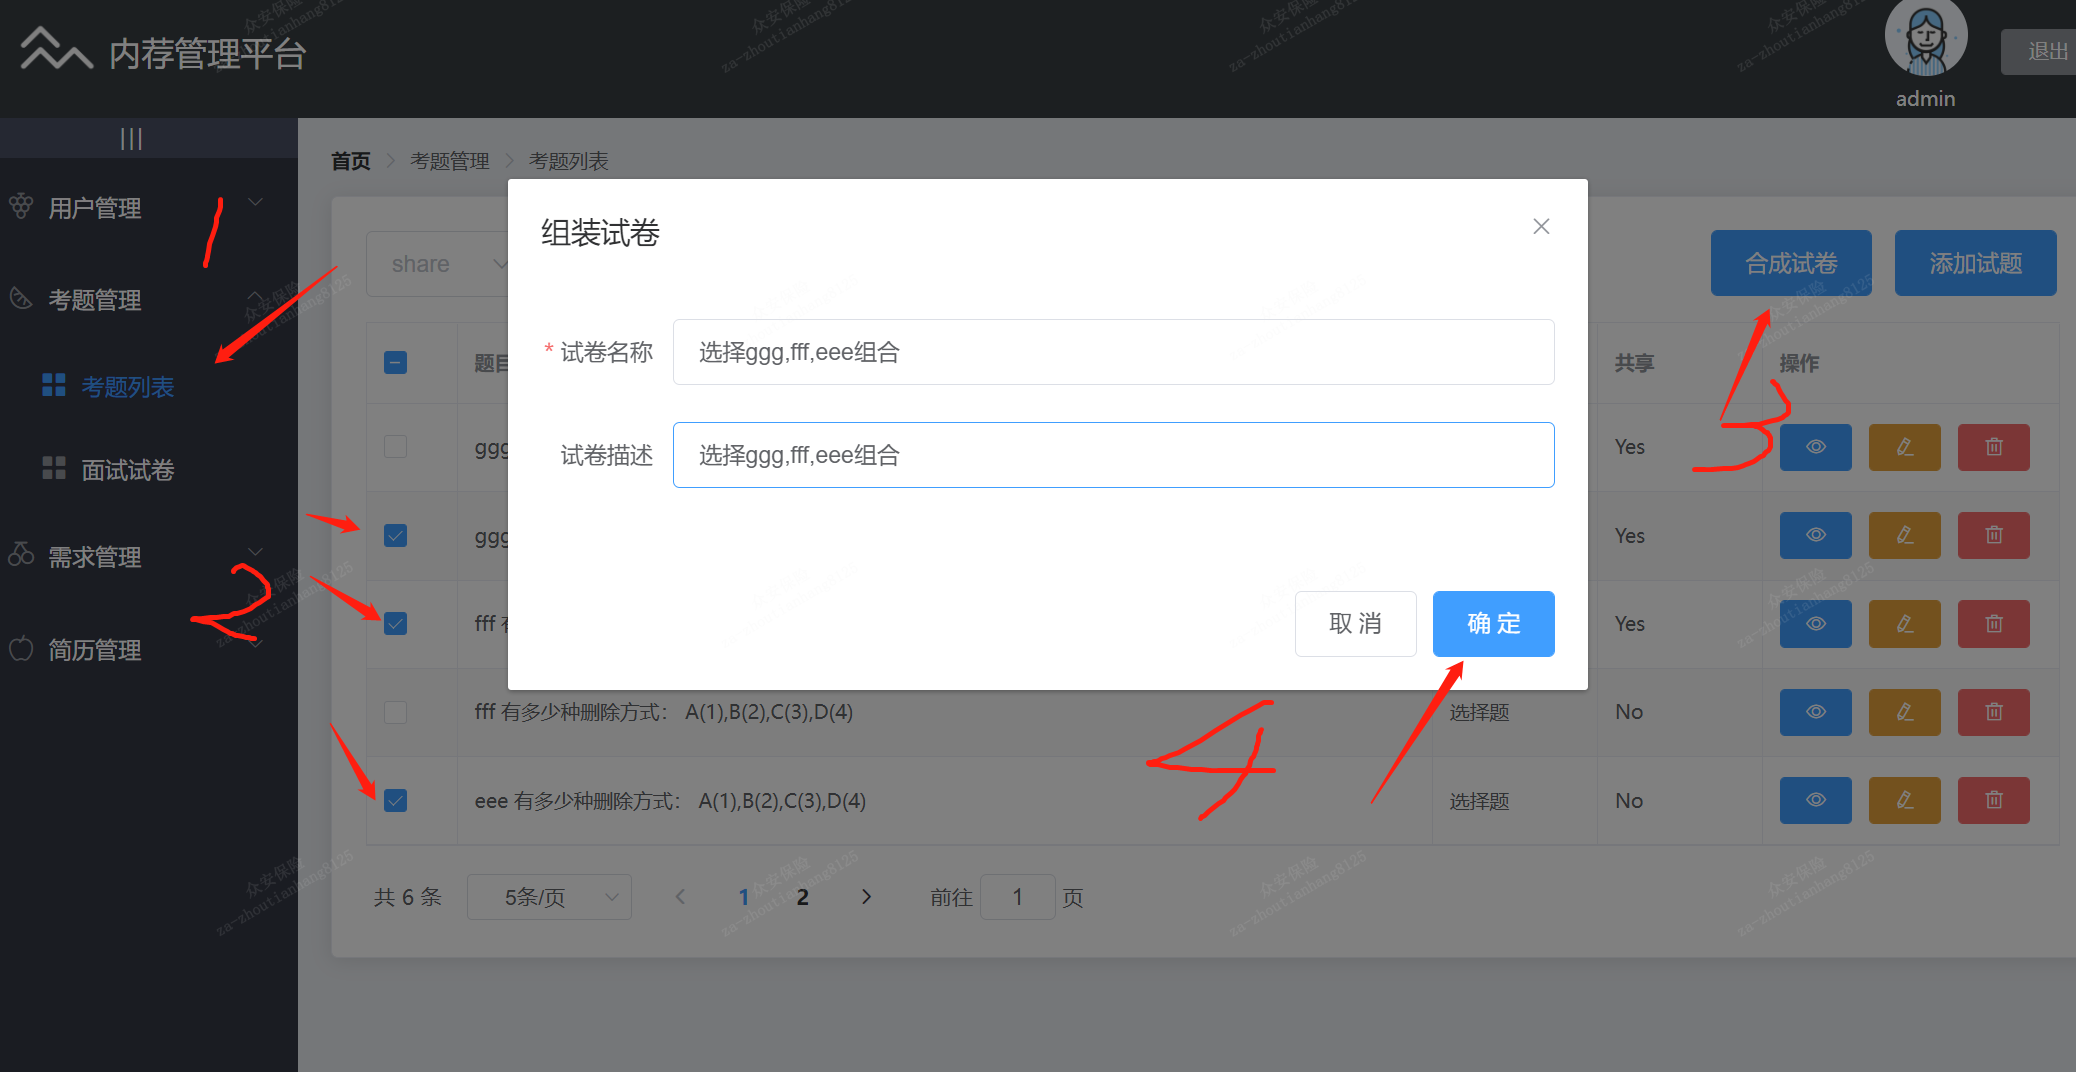 内荐管理平台
退出
admin
|||
首页 > 考题管理 > 考题列表
用户管理
1
考题管理
考题列表
面试试卷
需求管理
2
简历管理
share
合成试卷
添加试题
组装试卷
* 试卷名称 选择ggg,fff,eee组合
试卷描述 选择ggg,fff,eee组合
取 消
确 定
题目
共享
操作
3
ggg
Yes
ggg
Yes
fff 有
Yes
fff 有多少种删除方式： A(1),B(2),C(3),D(4) 选择题 No
4
eee 有多少种删除方式： A(1),B(2),C(3),D(4) 选择题 No
共 6 条 5条/页 < 1 2 > 前往 1 页
众安保险
za-zhoutianhang8125